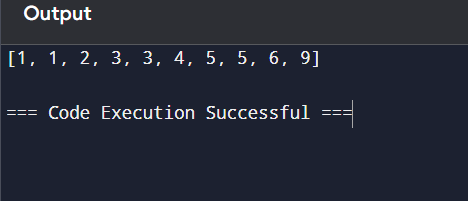 Output
[1, 1, 2, 3, 3, 4, 5, 5, 6, 9]
=== Code Execution Successful ===